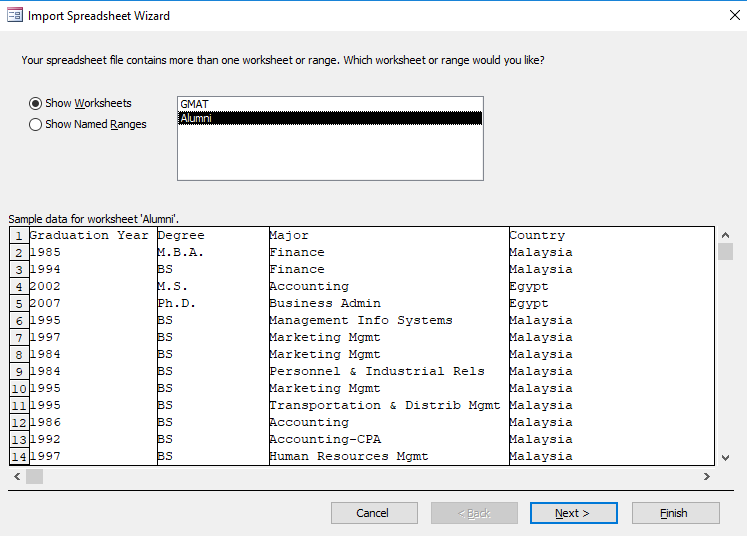 Import Spreadsheet Wizard
Your spreadsheet file contains more than one worksheet or range. Which worksheet or range would you like?
Show Worksheets
Show Named Ranges
GMAT
Alumni
Sample data for worksheet 'Alumni'.
1 Graduation Year Degree Major Country
2 1985 M.B.A. Finance Malaysia
3 1994 BS Finance Malaysia
4 2002 M.S. Accounting Egypt
5 2007 Ph.D. Business Admin Egypt
6 1995 BS Management Info Systems Malaysia
7 1997 BS Marketing Mgmt Malaysia
8 1984 BS Marketing Mgmt Malaysia
9 1984 BS Personnel & Industrial Rels Malaysia
10 1995 BS Marketing Mgmt Malaysia
11 1995 BS Transportation & Distrib Mgmt Malaysia
12 1986 BS Accounting Malaysia
13 1992 BS Accounting-CPA Malaysia
14 1997 BS Human Resources Mgmt Malaysia
Cancel < Back Next > Finish